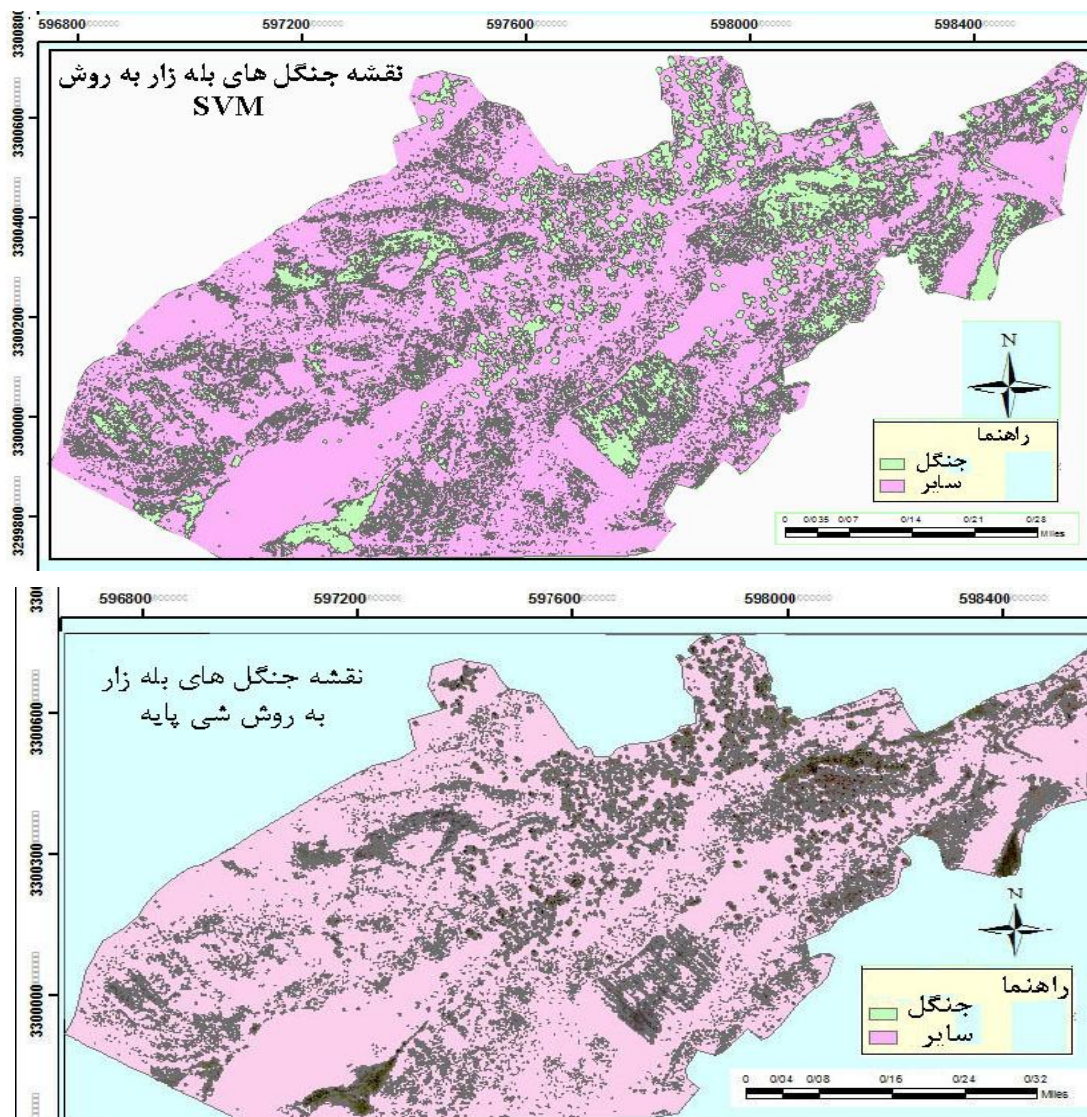 596800 597200 597600 598000 598400
3300800
3300600
3300400
3300200
3300000
3299800
نقشه جنگل های بله زار به روش
SVM
N
راهنما
جنگل
سایر
0 0/035 0/07 0/14 0/21 0/28
Miles
596800 597200 597600 598000 598400
3300600
3300300
3300000
نقشه جنگل های بله زار
به روش شی پایه
N
راهنما
جنگل
سایر
0 0/04 0/08 0/16 0/24 0/32
Miles